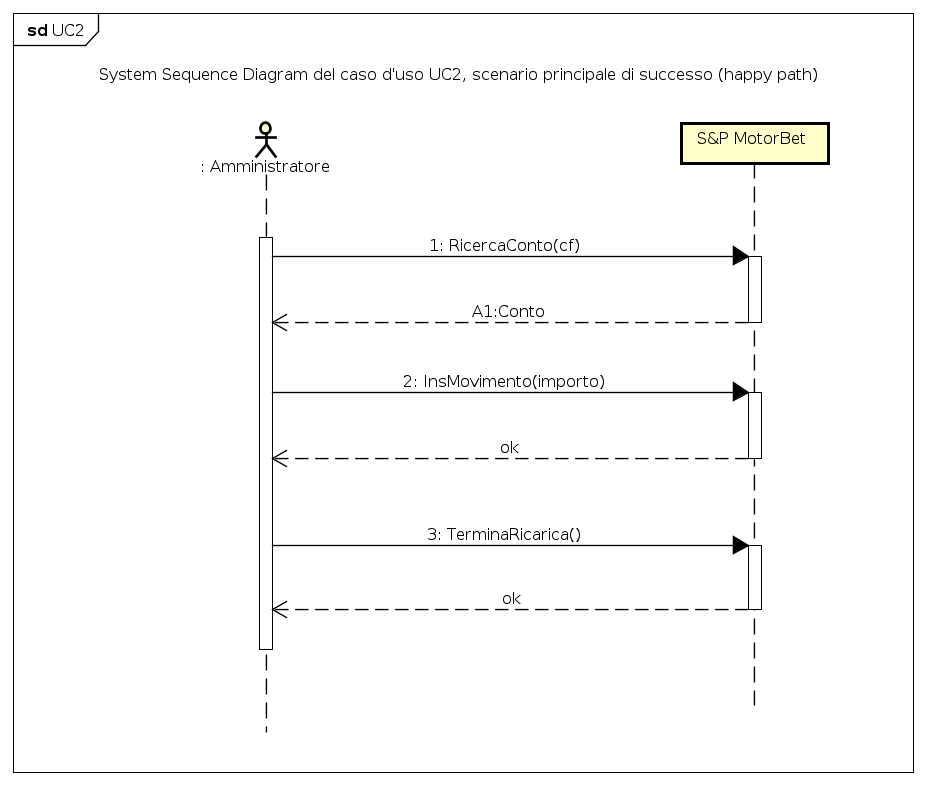 sd UC2
System Sequence Diagram del caso d'uso UC2, scenario principale di successo (happy path)
S&P MotorBet
: Amministratore
1: RicercaConto(cf)
A1:Conto
2: InsMovimento(importo)
ok
3: TerminaRicarica()
ok